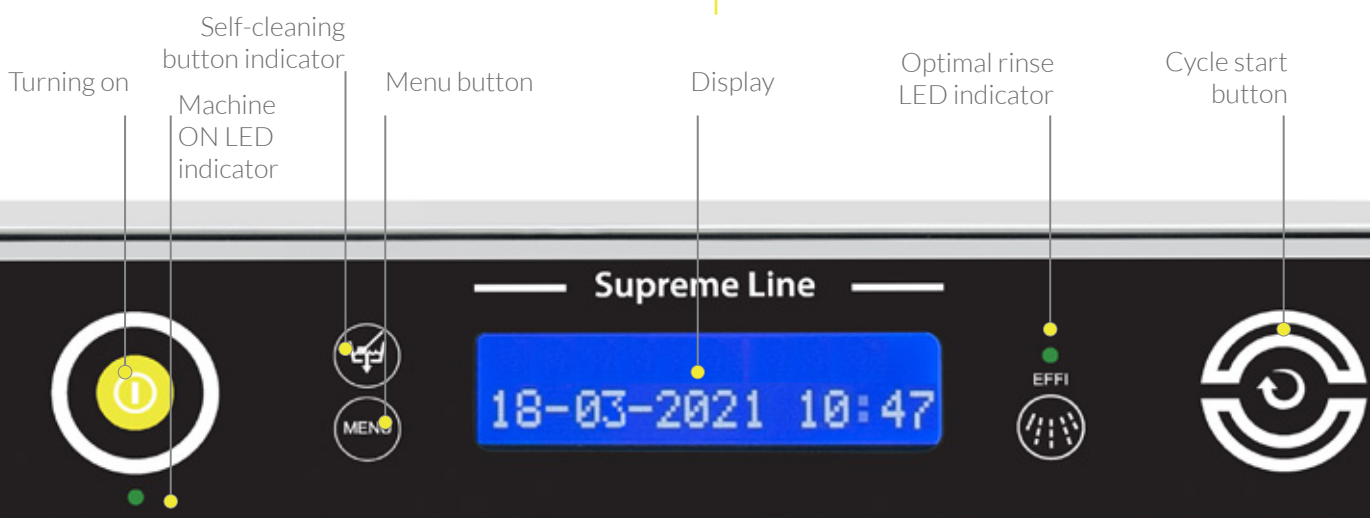 Self-cleaning
button indicator
Turning on
Machine
ON LED
indicator
Menu button
Display
Optimal rinse
LED indicator
Cycle start
button
Supreme Line
18-03-2021 10:47
EFFI
MENU